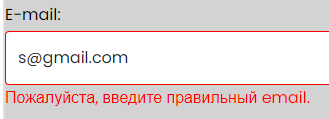 E-mail:
s@gmail.com
Пожалуйста, введите правильный email.